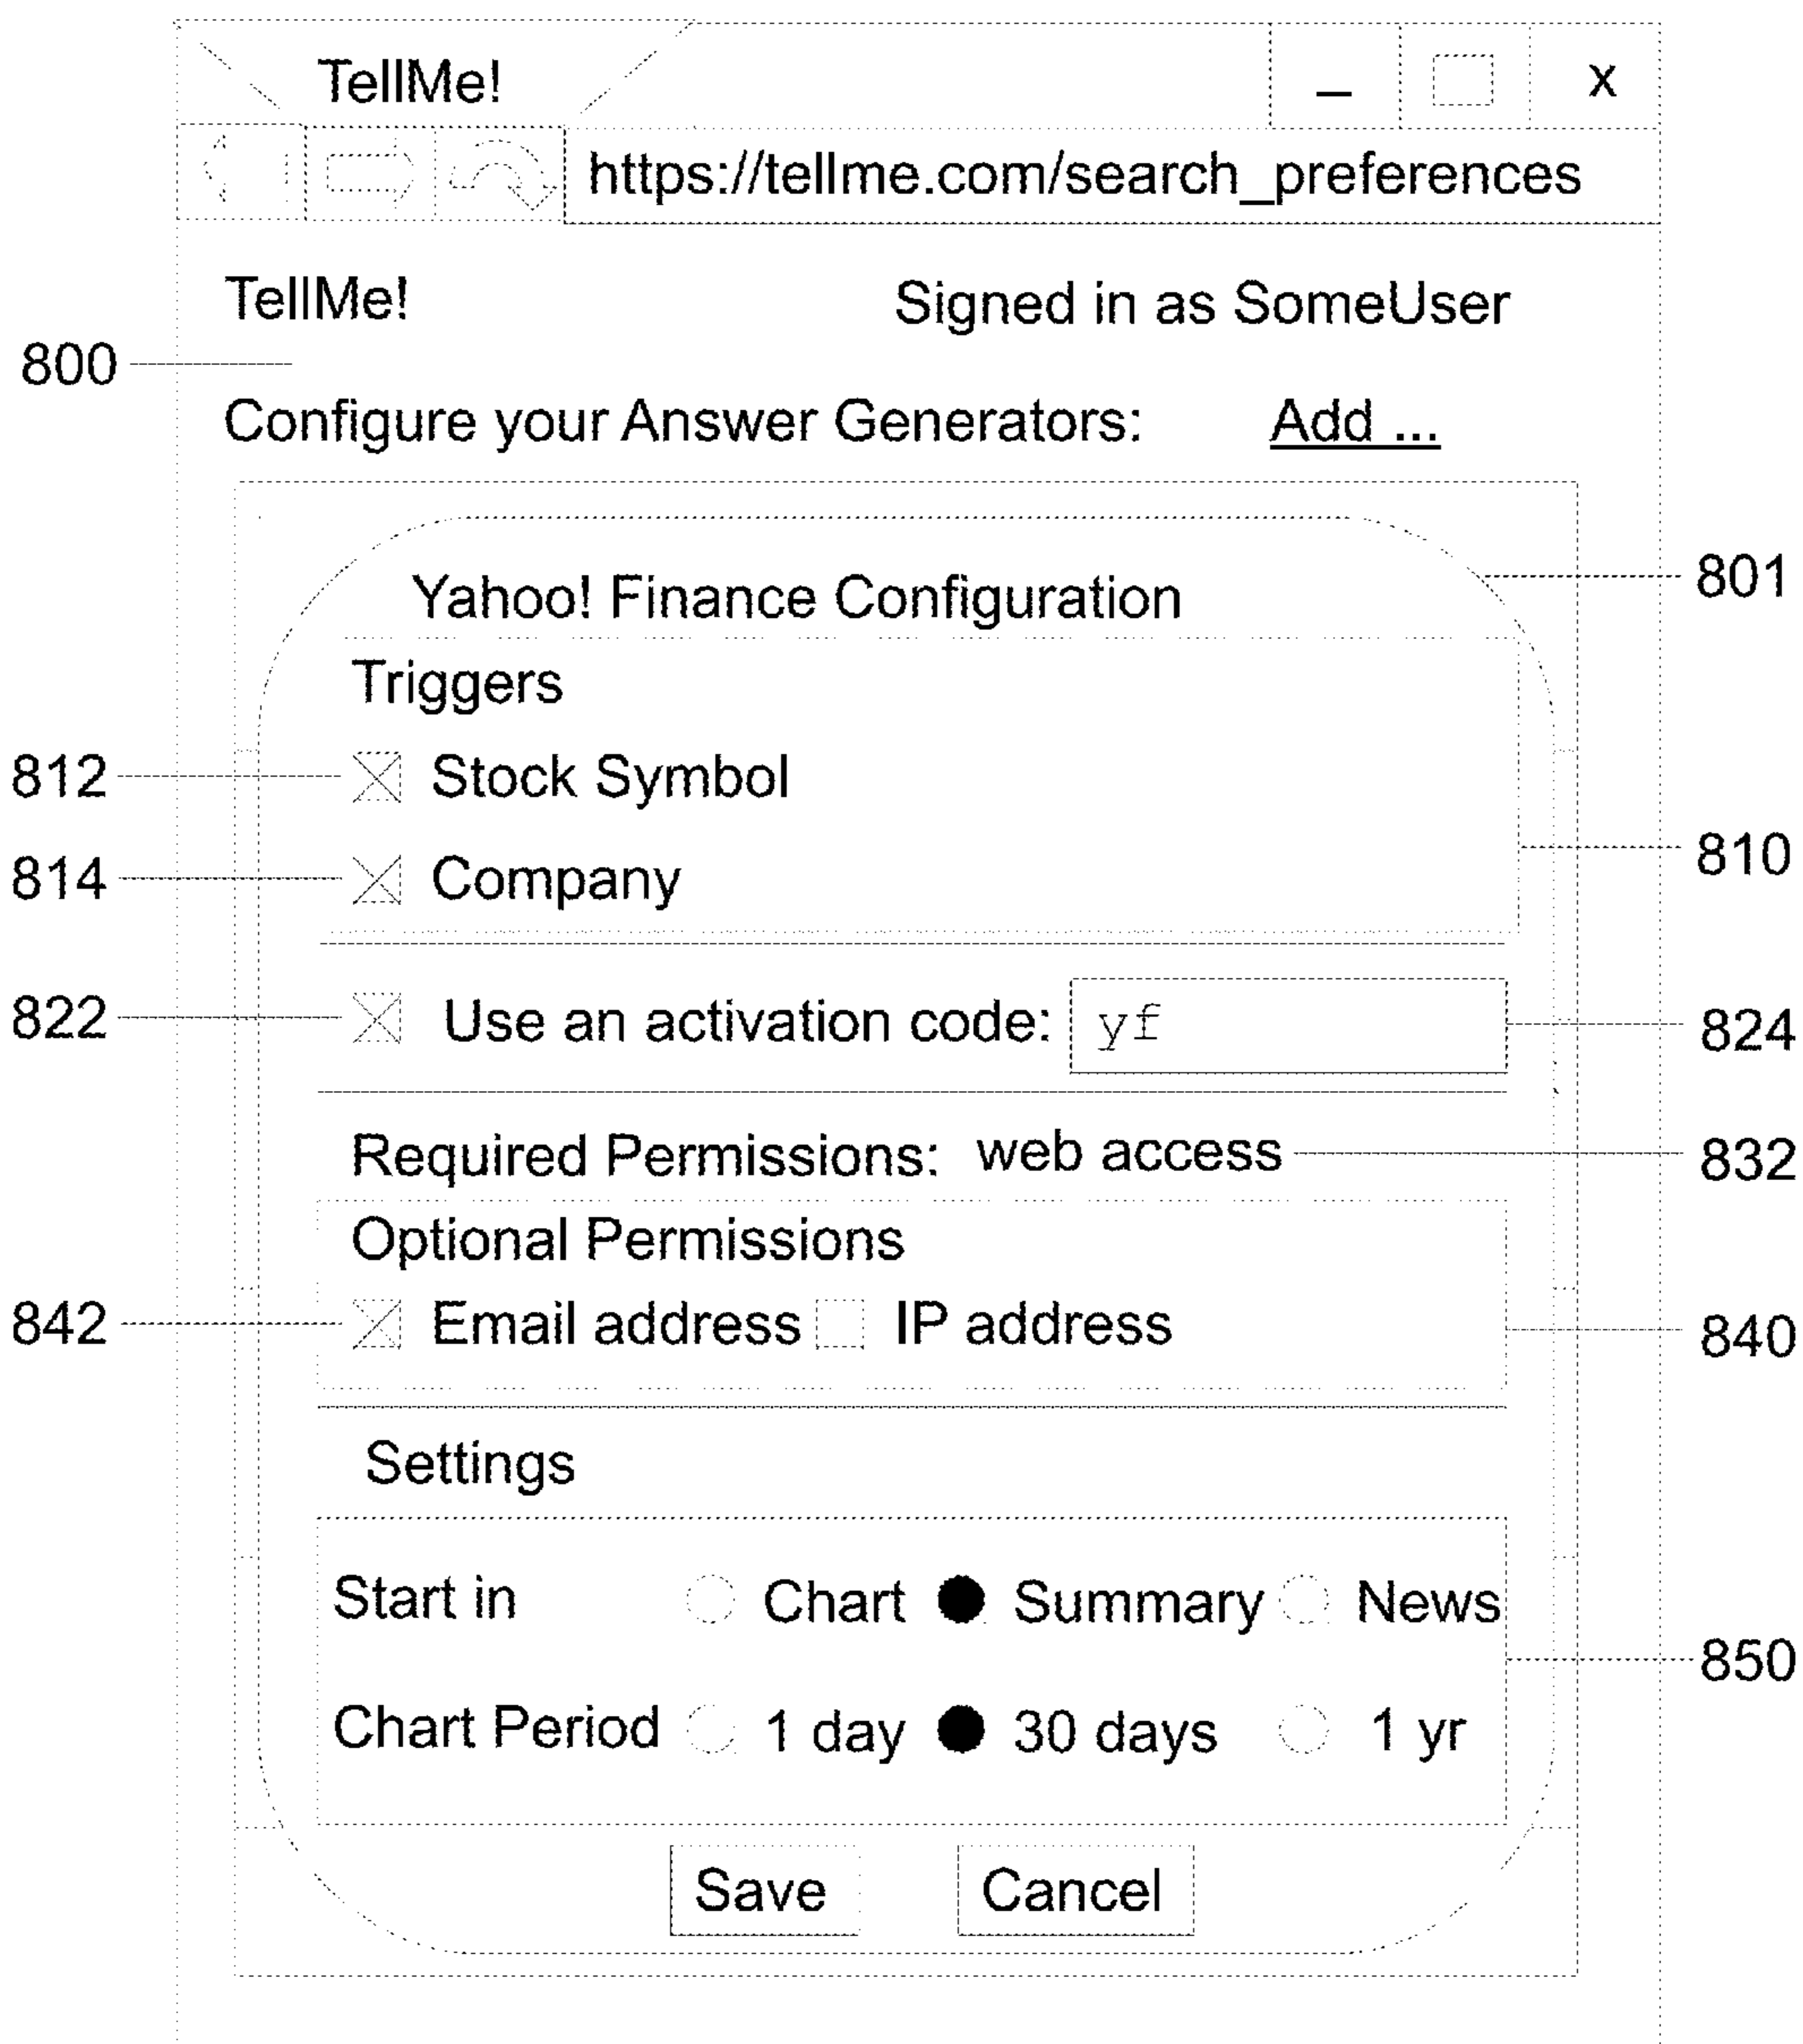 TellMe!
_ X
https://tellme.com/search_preferences
TellMe! Signed in as SomeUser
800
Configure your Answer Generators: Add ...
801
Yahoo! Finance Configuration
Triggers
812 Stock Symbol
810
814 Company
822 Use an activation code: yf 824
Required Permissions: web access 832
Optional Permissions
842 Email address IP address 840
Settings
Start in Chart Summary News
850
Chart Period 1 day 30 days 1 yr
Save Cancel